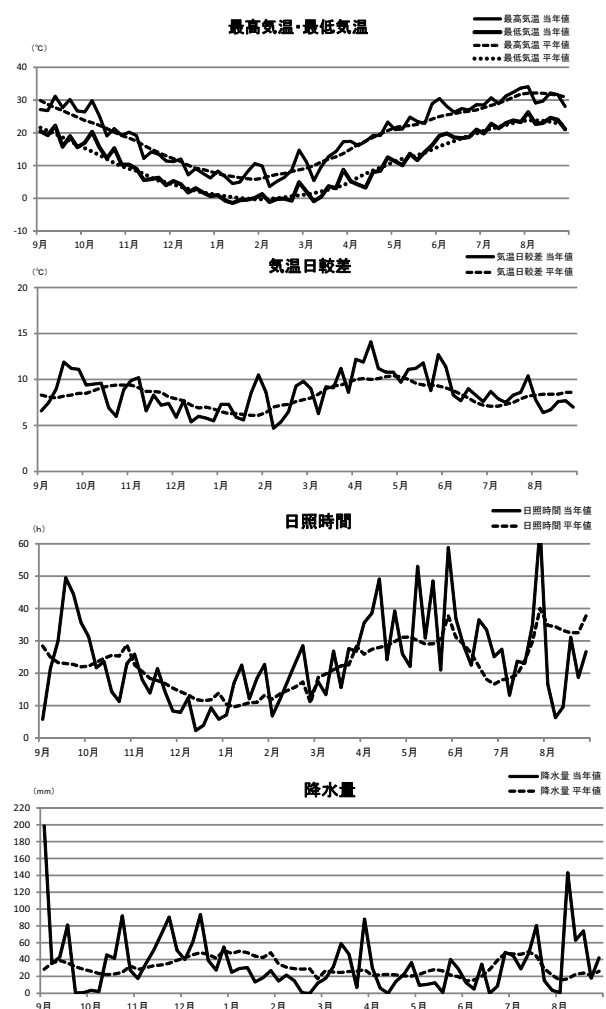 最高気温・最低気温
最高気温 当年値
最低気温 当年値
最高気温 平年値
最低気温 平年値
(℃)
40
30
20
10
0
-10
9月 10月 11月 12月 1月 2月 3月 4月 5月 6月 7月 8月
気温日較差
気温日較差 当年値
気温日較差 平年値
(℃)
20
15
10
5
0
9月 10月 11月 12月 1月 2月 3月 4月 5月 6月 7月 8月
日照時間
日照時間 当年値
日照時間 平年値
(h)
60
50
40
30
20
10
0
9月 10月 11月 12月 1月 2月 3月 4月 5月 6月 7月 8月
降水量
降水量 当年値
降水量 平年値
(mm)
220
200
180
160
140
120
100
80
60
40
20
0
9月 10月 11月 12月 1月 2月 3月 4月 5月 6月 7月 8月